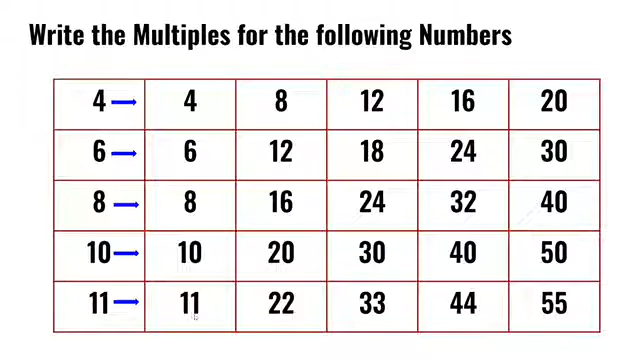 Write the Multiples for the following Numbers
4 → 4 8 12 16 20
6 → 6 12 18 24 30
8 → 8 16 24 32 40
10 → 10 20 30 40 50
11 → 11 22 33 44 55